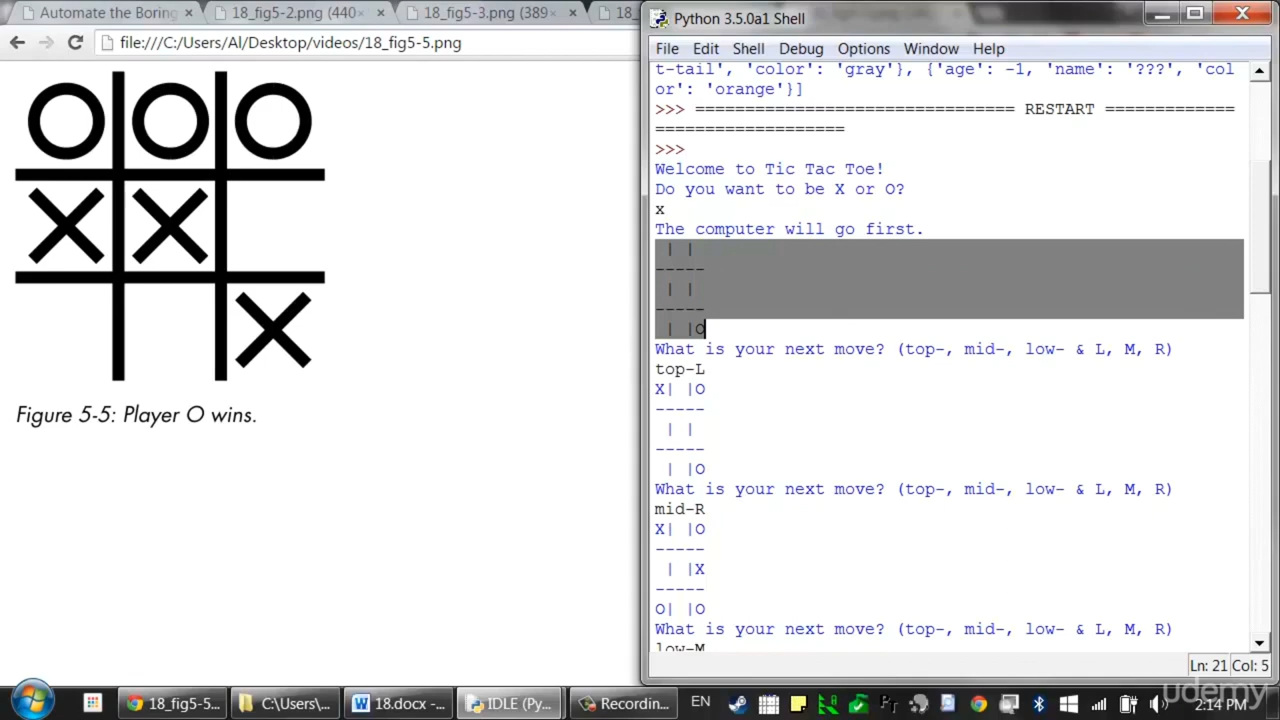 Automate the Boring
18_fig5-2.png (440×
18_fig5-3.png (389×
18_
file:///C:/Users/Al/Desktop/videos/18_fig5-5.png
Figure 5-5: Player O wins.
Python 3.5.0a1 Shell
File Edit Shell Debug Options Window Help
t-tail', 'color': 'gray'}, {'age': -1, 'name': '???', 'col
or': 'orange'}]
>>> ================================ RESTART =============
===================
>>>
Welcome to Tic Tac Toe!
Do you want to be X or O?
x
The computer will go first.
 | |
-----
 | |
-----
 | |O
What is your next move? (top-, mid-, low- & L, M, R)
top-L
X| |O
-----
 | |
-----
 | |O
What is your next move? (top-, mid-, low- & L, M, R)
mid-R
X| |O
-----
 | |X
-----
O| |O
What is your next move? (top-, mid-, low- & L, M, R)
low-M
Ln: 21 Col: 5
18_fig5-5...
C:\Users\...
18.docx -...
IDLE (Py...
Recordin...
EN
2:14 PM
udemy